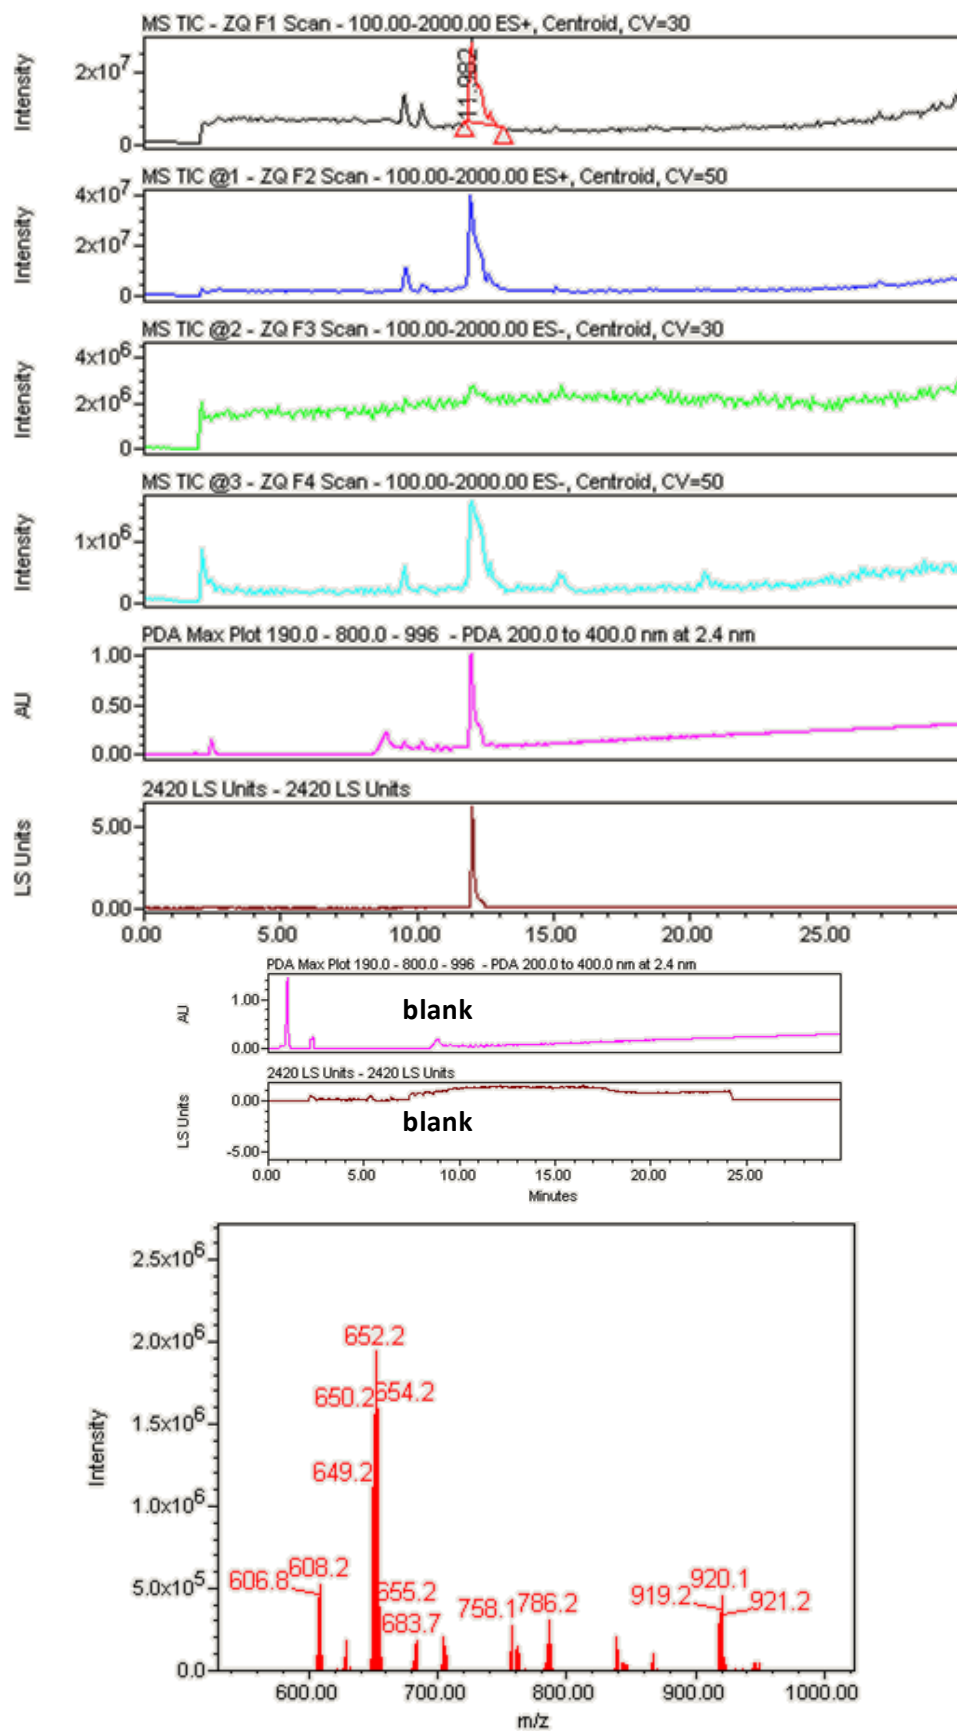 MS TIC - ZQ F1 Scan - 100.00-2000.00 ES+, Centroid, CV=30
Intensity
2x10⁷
0
11.982
MS TIC @1 - ZQ F2 Scan - 100.00-2000.00 ES+, Centroid, CV=50
Intensity
4x10⁷
2x10⁷
0
MS TIC @2 - ZQ F3 Scan - 100.00-2000.00 ES-, Centroid, CV=30
Intensity
4x10⁶
2x10⁶
0
MS TIC @3 - ZQ F4 Scan - 100.00-2000.00 ES-, Centroid, CV=50
Intensity
1x10⁶
0
PDA Max Plot 190.0 - 800.0 - 996 - PDA 200.0 to 400.0 nm at 2.4 nm
AU
1.00
0.50
0.00
2420 LS Units - 2420 LS Units
LS Units
5.00
0.00
0.00 5.00 10.00 15.00 20.00 25.00
PDA Max Plot 190.0 - 800.0 - 996 - PDA 200.0 to 400.0 nm at 2.4 nm
AU
1.00
0.00
blank
2420 LS Units - 2420 LS Units
LS Units
0.00
-5.00
blank
0.00 5.00 10.00 15.00 20.00 25.00
Minutes
Intensity
2.5x10⁶
2.0x10⁶
1.5x10⁶
1.0x10⁶
5.0x10⁵
0.0
652.2
650.2 654.2
649.2
606.8 608.2
655.2
683.7
758.1 786.2
919.2 920.1 921.2
600.00 700.00 800.00 900.00 1000.00
m/z